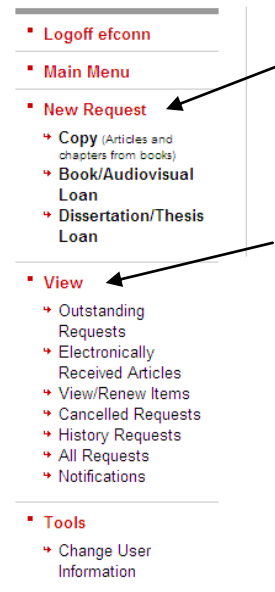 Logoff efconn
Main Menu
New Request
Copy (Articles and
chapters from books)
Book/Audiovisual
Loan
Dissertation/Thesis
Loan
View
Outstanding
Requests
Electronically
Received Articles
View/Renew Items
Cancelled Requests
History Requests
All Requests
Notifications
Tools
Change User
Information